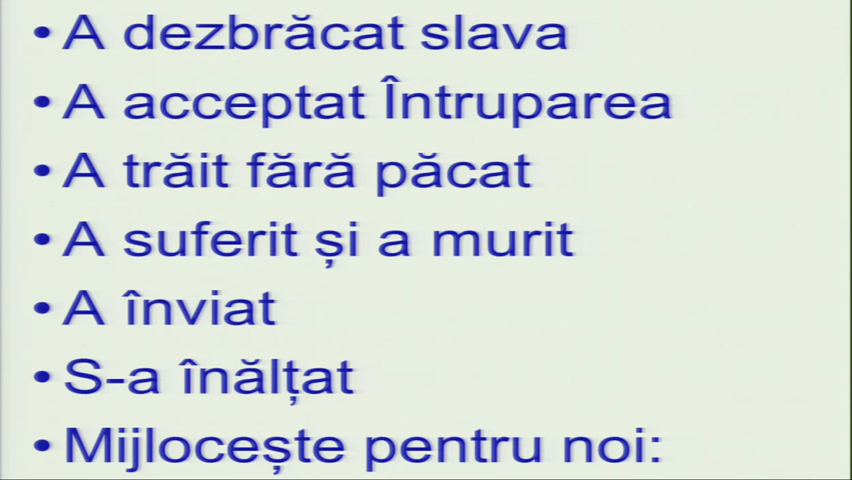 • A dezbrăcat slava
• A acceptat Întruparea
• A trăit fără păcat
• A suferit și a murit
• A înviat
• S-a înălțat
• Mijlocește pentru noi: